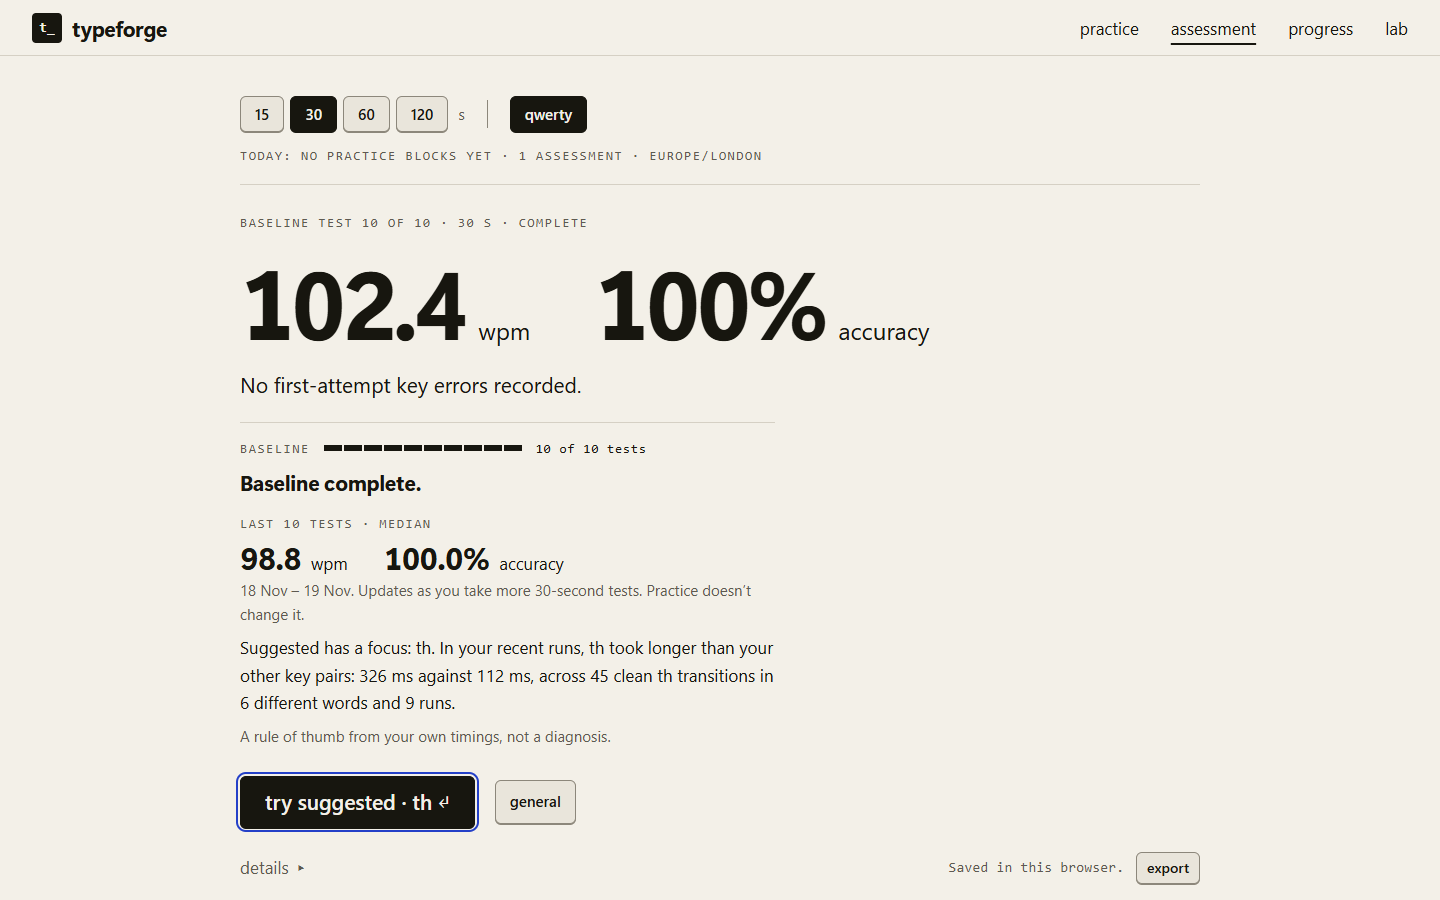 t_ typeforge practice assessment progress lab
15 30 60 120 s qwerty
TODAY: NO PRACTICE BLOCKS YET · 1 ASSESSMENT · EUROPE/LONDON
BASELINE TEST 10 OF 10 · 30 S · COMPLETE
102.4 wpm 100% accuracy
No first-attempt key errors recorded.
BASELINE 10 of 10 tests
Baseline complete.
LAST 10 TESTS · MEDIAN
98.8 wpm 100.0% accuracy
18 Nov – 19 Nov. Updates as you take more 30-second tests. Practice doesn’t
change it.
Suggested has a focus: th. In your recent runs, th took longer than your
other key pairs: 326 ms against 112 ms, across 45 clean th transitions in
6 different words and 9 runs.
A rule of thumb from your own timings, not a diagnosis.
try suggested · th ↵ general
details ▸ Saved in this browser. export